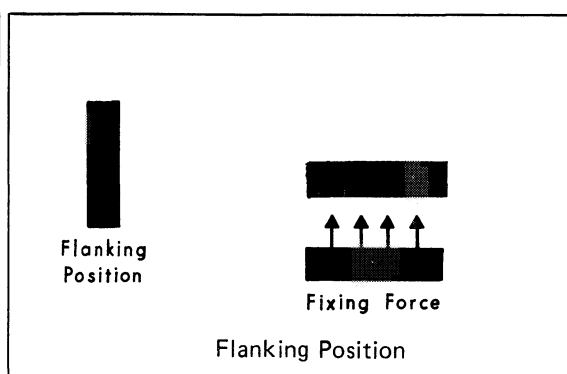 Flanking
Position
Fixing Force
Flanking Position